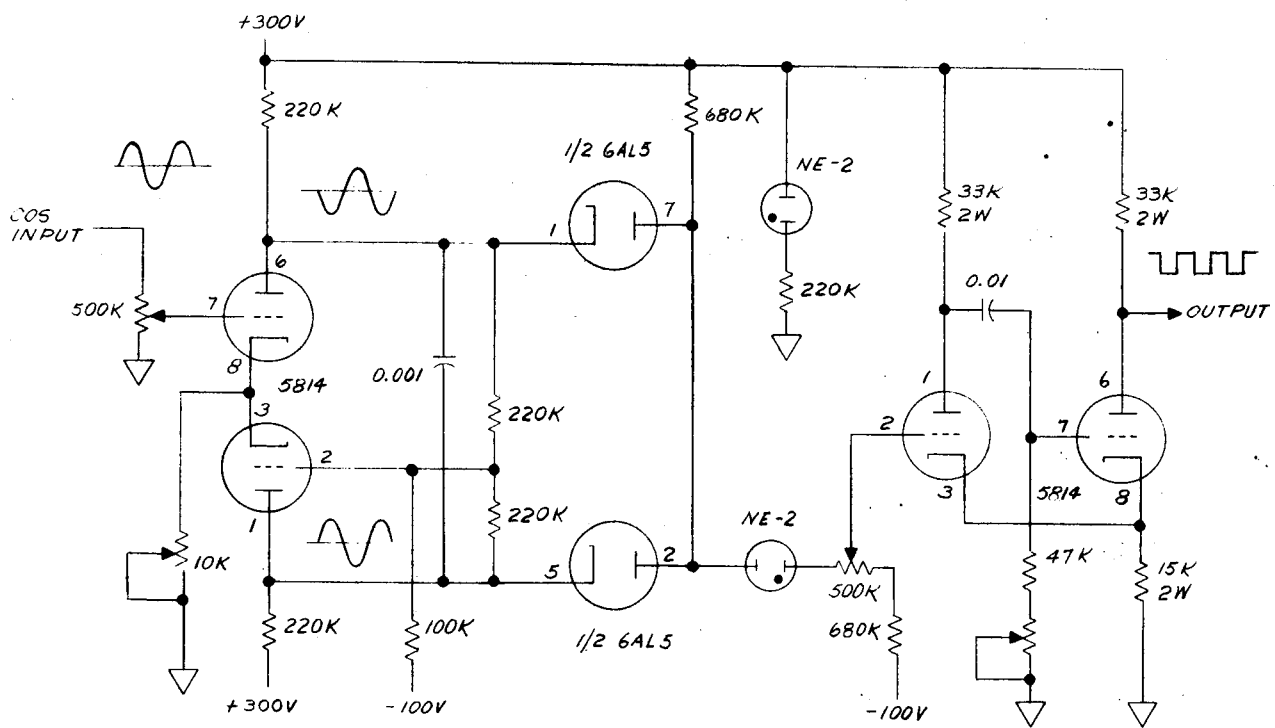 +300V
220K
680K
1/2 6AL5
NE-2
33K
2W
33K
2W
COS
INPUT
1
7
6
220K
0.01
500K
7
OUTPUT
8
5814
0.001
1
6
3
220K
2
7
2
3
5814
8
1
220K
NE-2
10K
5
2
500K
47K
15K
2W
220K
100K
1/2 6AL5
680K
+300V
-100V
-100V